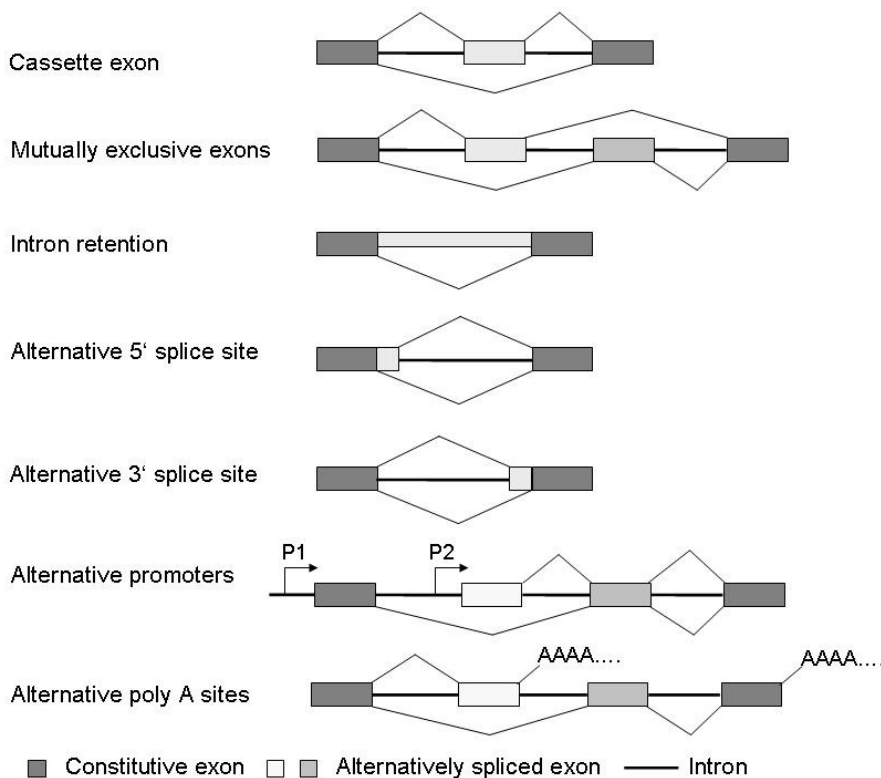 Cassette exon
Mutually exclusive exons
Intron retention
Alternative 5‘ splice site
Alternative 3‘ splice site
P1 P2
Alternative promoters
AAAA.... AAAA....
Alternative poly A sites
Constitutive exon Alternatively spliced exon Intron